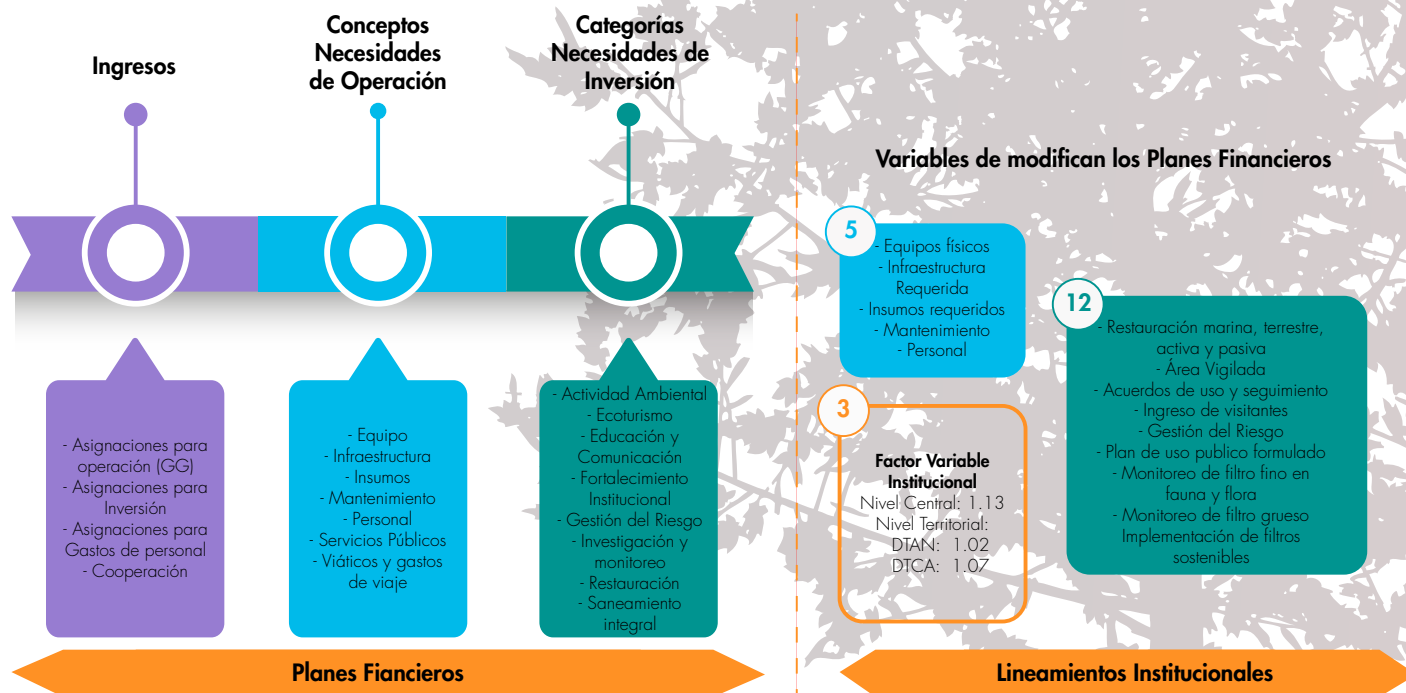 Ingresos
Conceptos
Necesidades
de Operación
Categorías
Necesidades de
Inversión
- Asignaciones para
operación (GG)
- Asignaciones para
Inversión
- Asignaciones para
Gastos de personal
- Cooperación
- Equipo
- Infraestructura
- Insumos
- Mantenimiento
- Personal
- Servicios Públicos
- Viáticos y gastos
de viaje
- Actividad Ambiental
- Ecoturismo
- Educación y
Comunicación
- Fortalecimiento
Institucional
- Gestión del Riesgo
- Investigación y
monitoreo
- Restauración
- Saneamiento
integral
Planes Fiancieros
Variables de modifican los Planes Financieros
5
- Equipos físicos
- Infraestructura
Requerida
- Insumos requeridos
- Mantenimiento
- Personal
3
Factor Variable
Institucional
Nivel Central: 1.13
Nivel Territorial:
DTAN: 1.02
DTCA: 1.07
12
- Restauración marina, terrestre,
activa y pasiva
- Área Vigilada
- Acuerdos de uso y seguimiento
- Ingreso de visitantes
- Gestión del Riesgo
- Plan de uso publico formulado
- Monitoreo de filtro fino en
fauna y flora
- Monitoreo de filtro grueso
Implementación de filtros
sostenibles
Lineamientos Institucionales